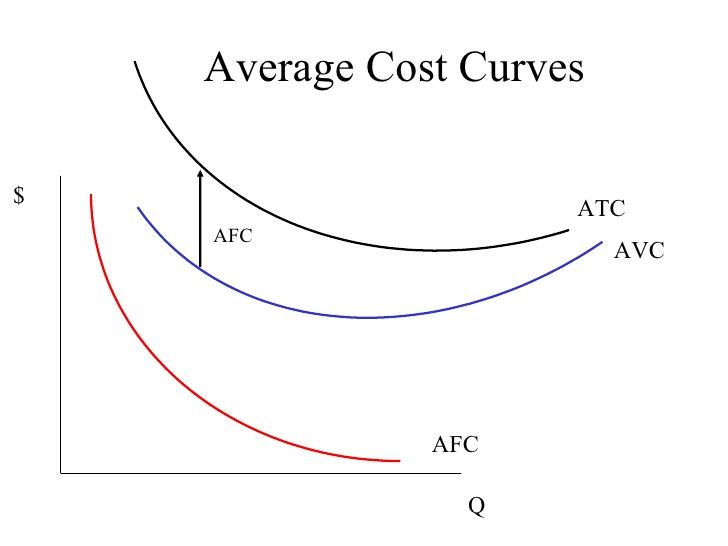 Average Cost Curves
$
ATC
AFC
AVC
AFC
Q